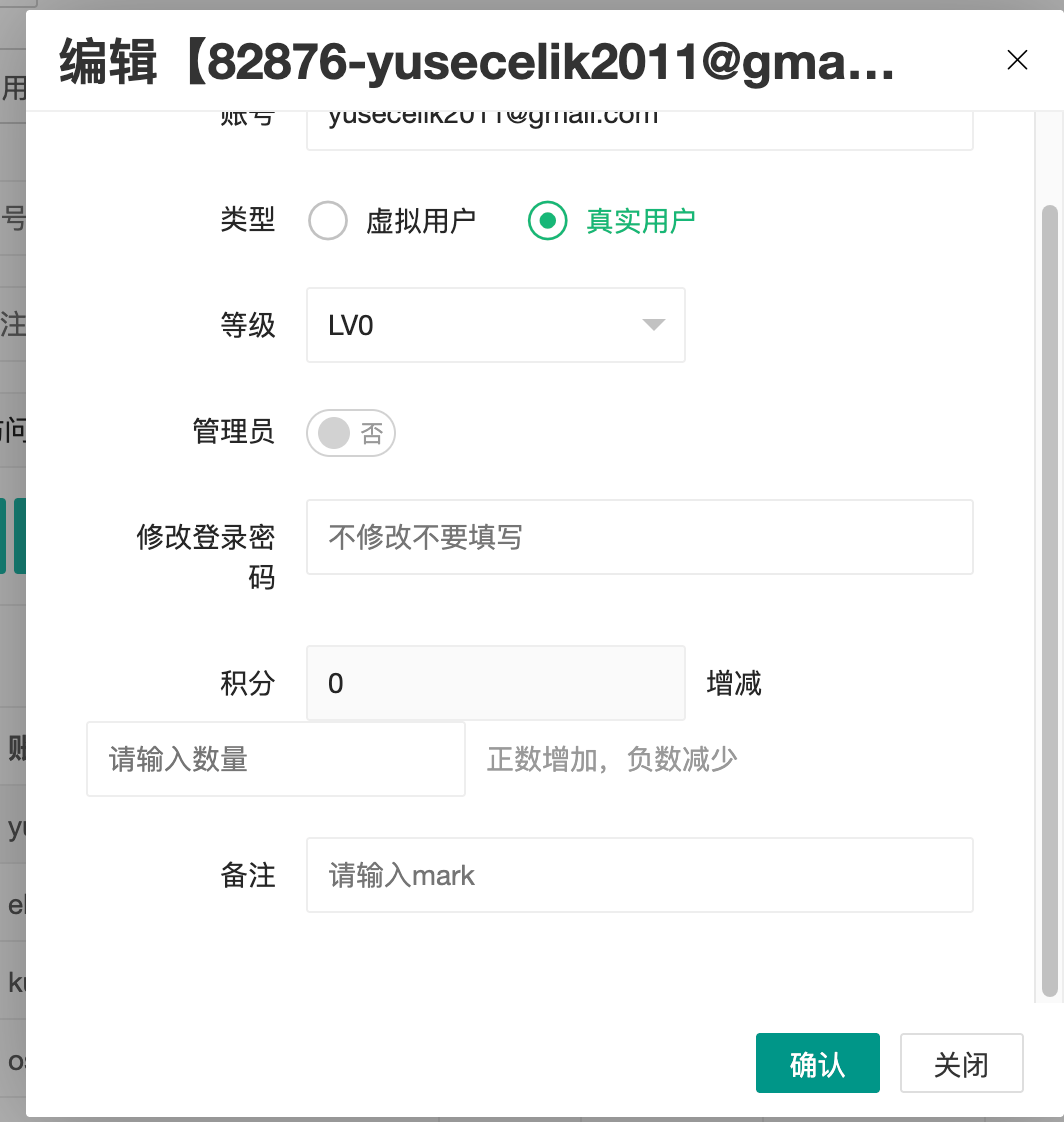 编辑【82876-yusecelik2011@gma...
账号 yusecelik2011@gmail.com
类型 虚拟用户 真实用户
等级 LV0
管理员 否
修改登录密码 不修改不要填写
积分 0 增减
请输入数量 正数增加，负数减少
备注 请输入mark
确认 关闭
用
号
注
问
账
yu
el
ku
os